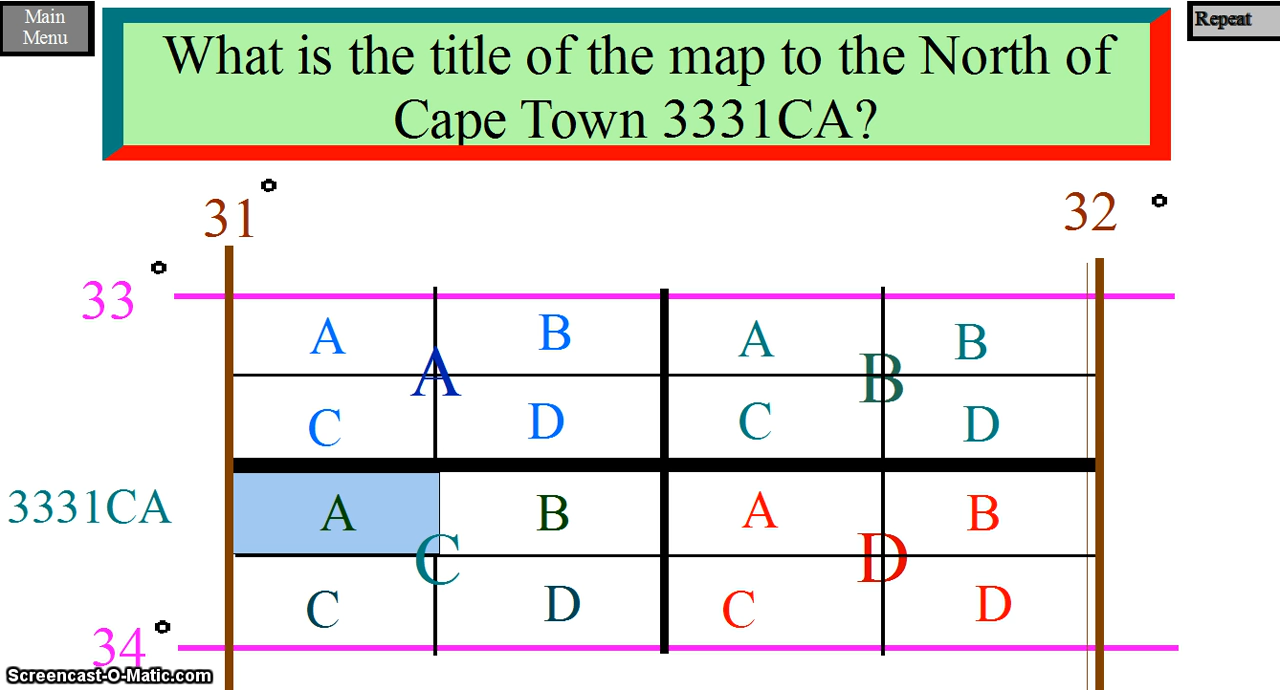 Main
Menu
What is the title of the map to the North of
Cape Town 3331CA?
Repeat
31° 32°
33°
A B A B
A B
C D C D
3331CA A B A B
C D
C D C D
34°
Screencast-O-Matic.com